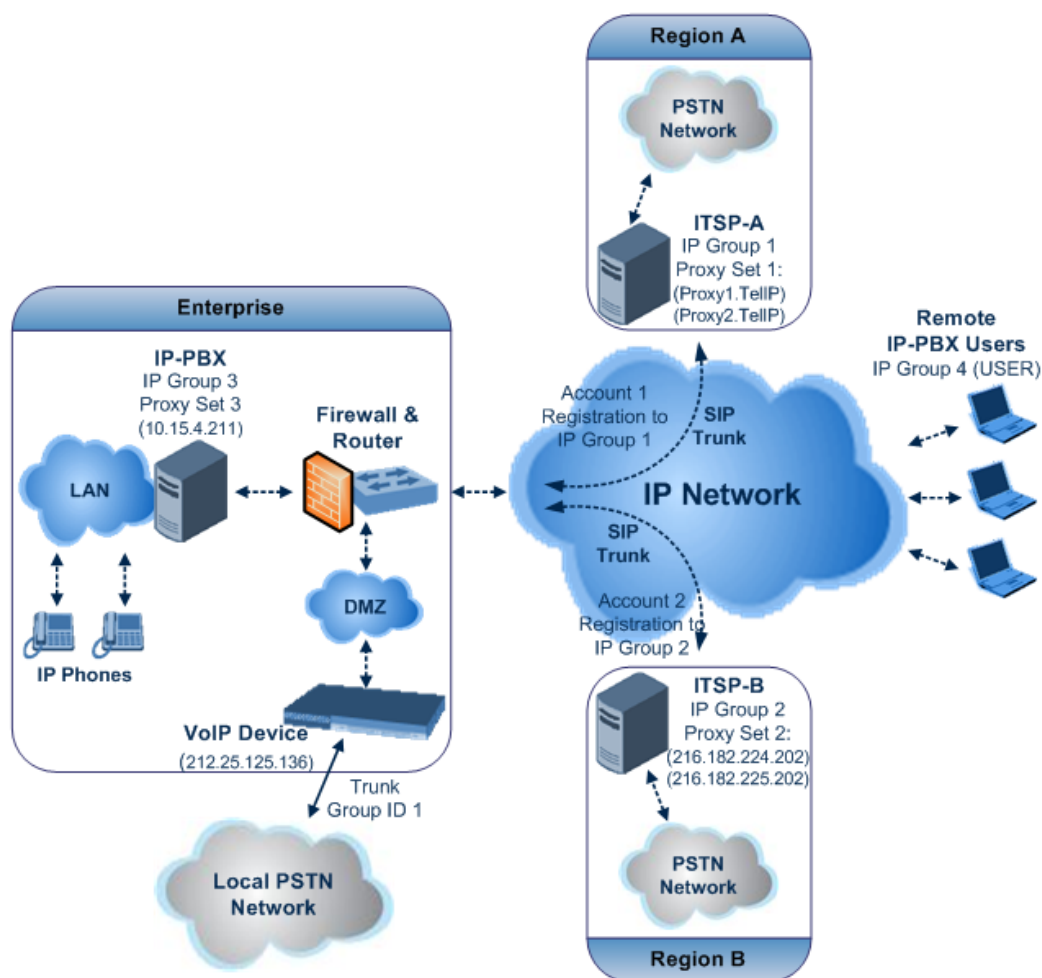 Region A
PSTN
Network
ITSP-A
IP Group 1
Proxy Set 1:
(Proxy1.TelIP)
(Proxy2.TelIP)
Enterprise
IP-PBX
IP Group 3
Proxy Set 3
(10.15.4.211)
LAN
Firewall &
Router
DMZ
IP Phones
VoIP Device
(212.25.125.136)
Trunk
Group ID 1
Local PSTN
Network
Account 1
Registration to
IP Group 1
SIP
Trunk
IP Network
SIP
Trunk
Account 2
Registration to
IP Group 2
Remote
IP-PBX Users
IP Group 4 (USER)
ITSP-B
IP Group 2
Proxy Set 2:
(216.182.224.202)
(216.182.225.202)
PSTN
Network
Region B